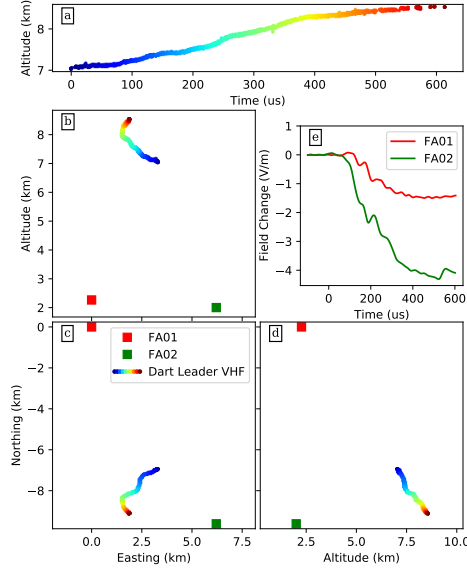 a
Altitude (km)
8
7
0
100
200
300
400
500
600
Time (us)
b
Altitude (km)
8
7
6
5
4
3
2
e
Field Change (V/m)
1
0
−1
−2
−3
−4
FA01
FA02
0
200
400
600
Time (us)
c
Northing (km)
0
−2
−4
−6
−8
FA01
FA02
Dart Leader VHF
0.0
2.5
5.0
7.5
Easting (km)
d
2.5
5.0
7.5
10.0
Altitude (km)